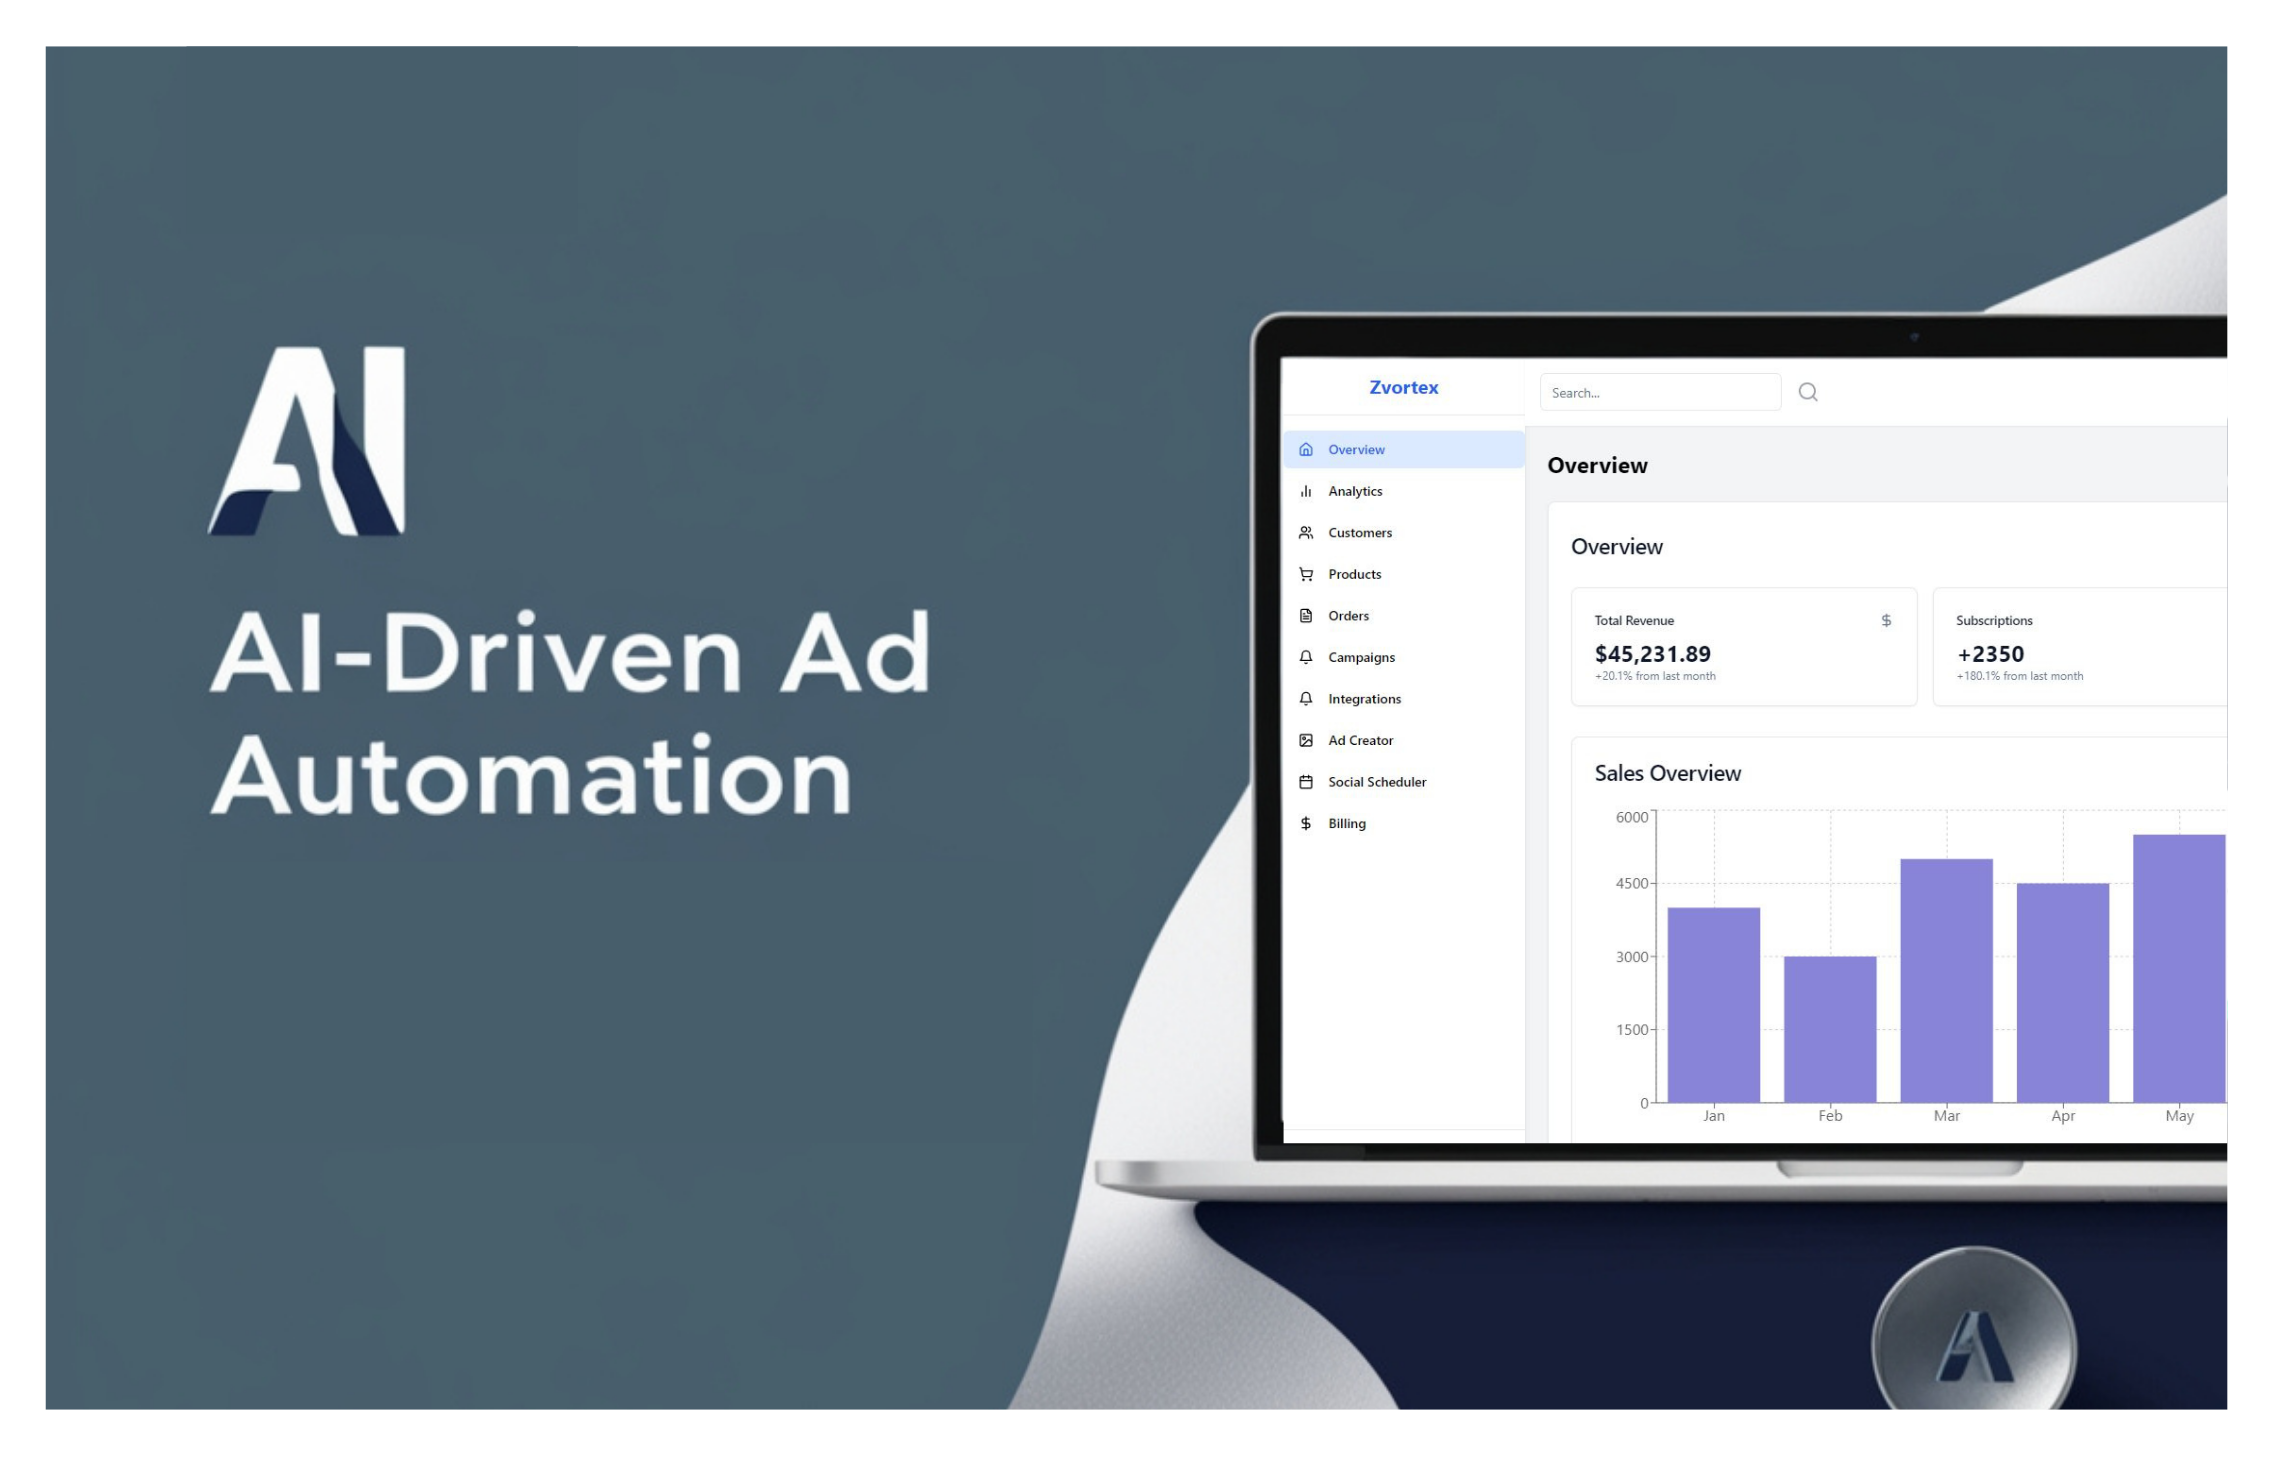 AI
AI-Driven Ad
Automation
Zvortex
Search...
Overview
Analytics
Customers
Products
Orders
Campaigns
Integrations
Ad Creator
Social Scheduler
Billing
Overview
Overview
Total Revenue
$
$45,231.89
+20.1% from last month
Subscriptions
+2350
+180.1% from last month
Sales Overview
6000
4500
3000
1500
0
Jan Feb Mar Apr May
A